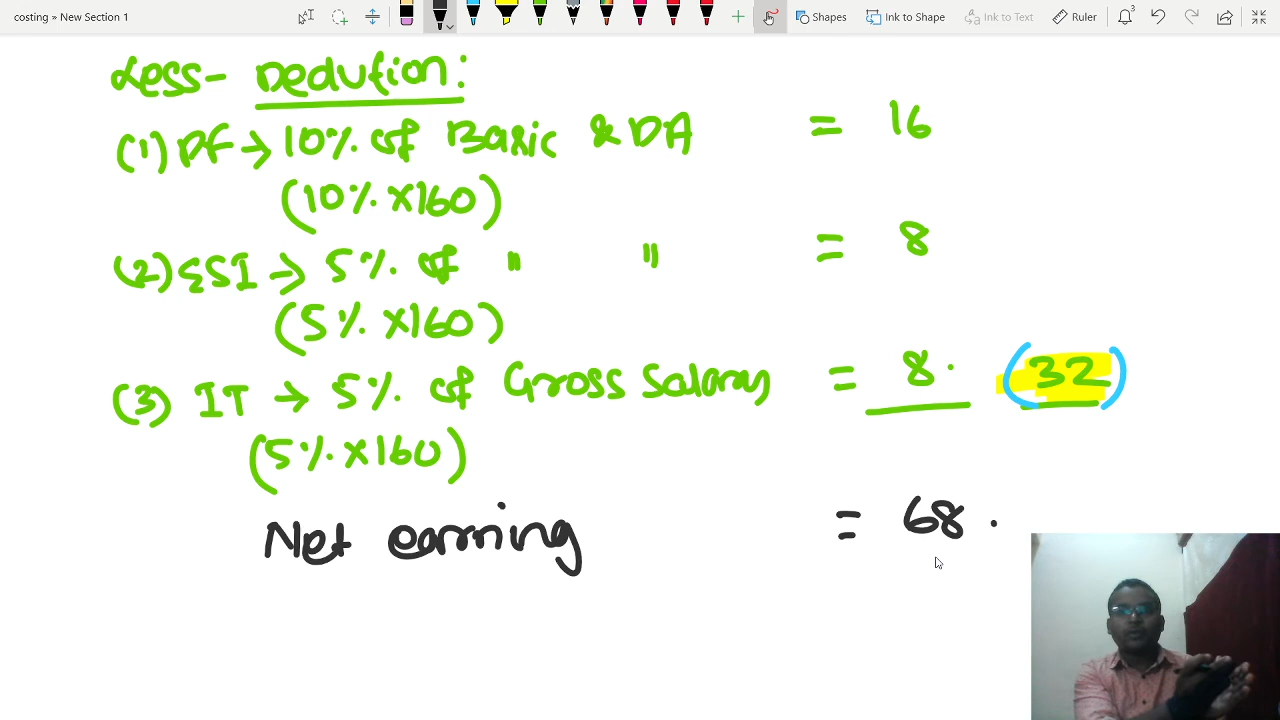 costing » New Section 1
Shapes
Ink to Shape
Ink to Text
Ruler
3
Less- Dedution:
(1) PF → 10% of Basic & DA = 16
(10% × 160)
(2) ESI → 5% of " " = 8
(5% × 160)
(3) IT → 5% of Gross Salary = 8. (32)
(5% × 160)
Net earning = 68.